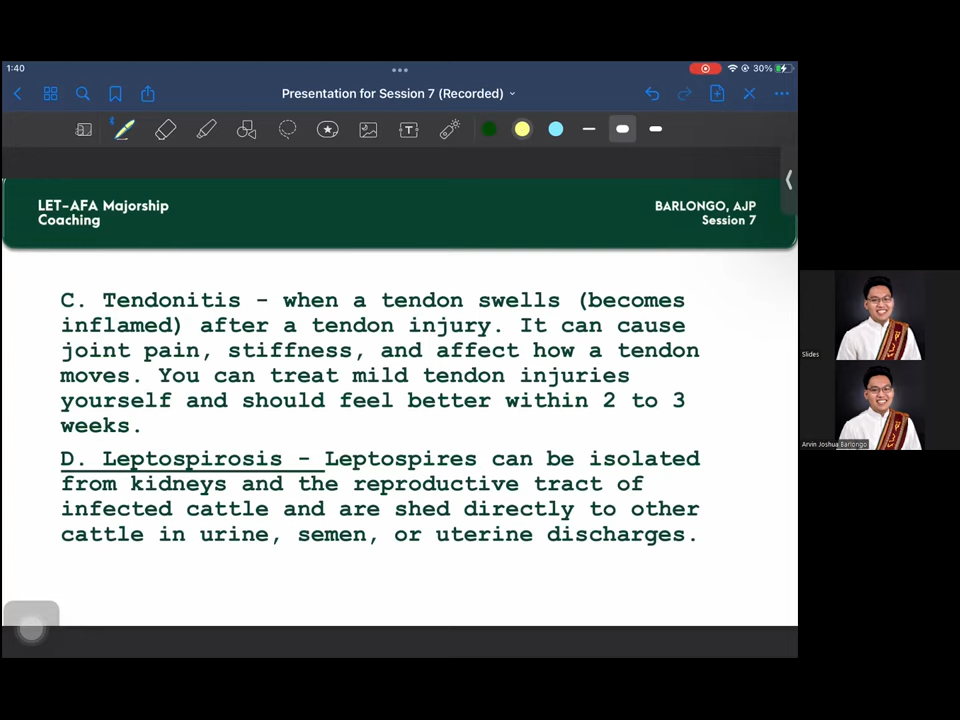 1:40
30%
Presentation for Session 7 (Recorded)
T
LET-AFA Majorship
Coaching
BARLONGO, AJP
Session 7
C. Tendonitis - when a tendon swells (becomes
inflamed) after a tendon injury. It can cause
joint pain, stiffness, and affect how a tendon
moves. You can treat mild tendon injuries
yourself and should feel better within 2 to 3
weeks.
D. Leptospirosis - Leptospires can be isolated
from kidneys and the reproductive tract of
infected cattle and are shed directly to other
cattle in urine, semen, or uterine discharges.
Slides
Arvin Joshua Barlongo